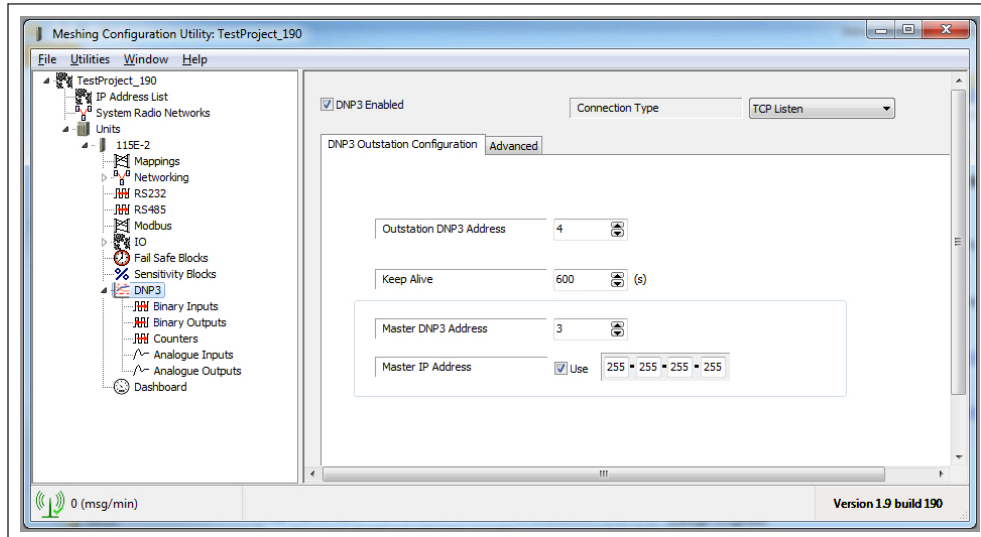 Meshing Configuration Utility: TestProject_190
File Utilities Window Help
TestProject_190
IP Address List
System Radio Networks
Units
115E-2
Mappings
Networking
RS232
RS485
Modbus
IO
Fail Safe Blocks
Sensitivity Blocks
DNP3
Binary Inputs
Binary Outputs
Counters
Analogue Inputs
Analogue Outputs
Dashboard
DNP3 Enabled
Connection Type
TCP Listen
DNP3 Outstation Configuration
Advanced
Outstation DNP3 Address 4
Keep Alive 600 (s)
Master DNP3 Address 3
Master IP Address Use 255 . 255 . 255 . 255
0 (msg/min)
Version 1.9 build 190